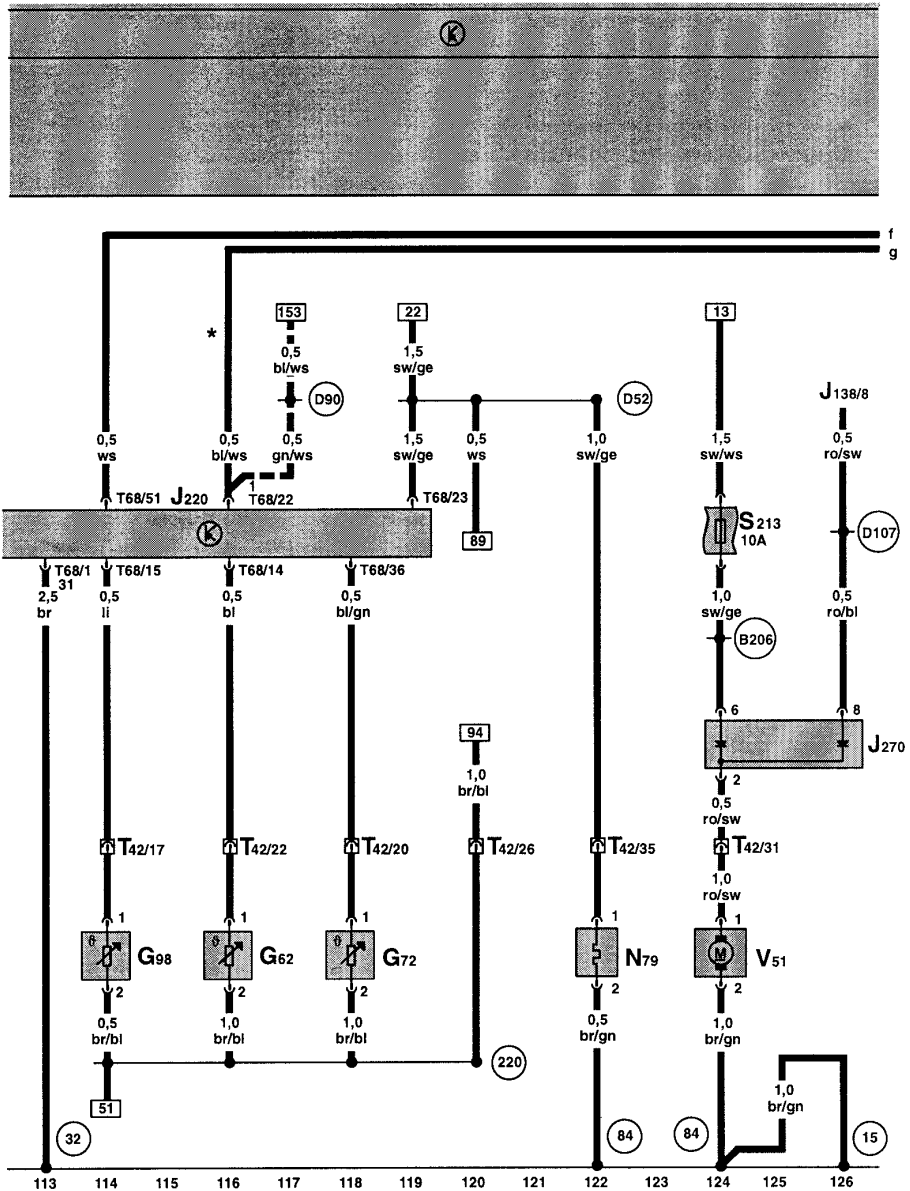 f
g
153
22
13
*
0,5
bl/ws
1,5
sw/ge
J138/8
D90
D52
0,5
ws
0,5
bl/ws
0,5
gn/ws
1,5
sw/ge
0,5
ws
1,0
sw/ge
1,5
sw/ws
0,5
ro/sw
1
T68/51
J220
T68/22
T68/23
S213
10A
D107
89
T68/1
31
T68/15
T68/14
T68/36
2,5
br
0,5
li
0,5
bl
0,5
bl/gn
1,0
sw/ge
0,5
ro/bl
B206
6
8
94
J270
1,0
br/bl
2
0,5
ro/sw
T42/17
T42/22
T42/20
T42/26
T42/35
T42/31
1,0
ro/sw
1
1
1
1
1
ϑ
G98
ϑ
G62
ϑ
G72
N79
M
V51
2
2
2
2
2
0,5
br/bl
1,0
br/bl
1,0
br/bl
0,5
br/gn
1,0
br/gn
220
51
1,0
br/gn
32
84
84
15
113
114
115
116
117
118
119
120
121
122
123
124
125
126